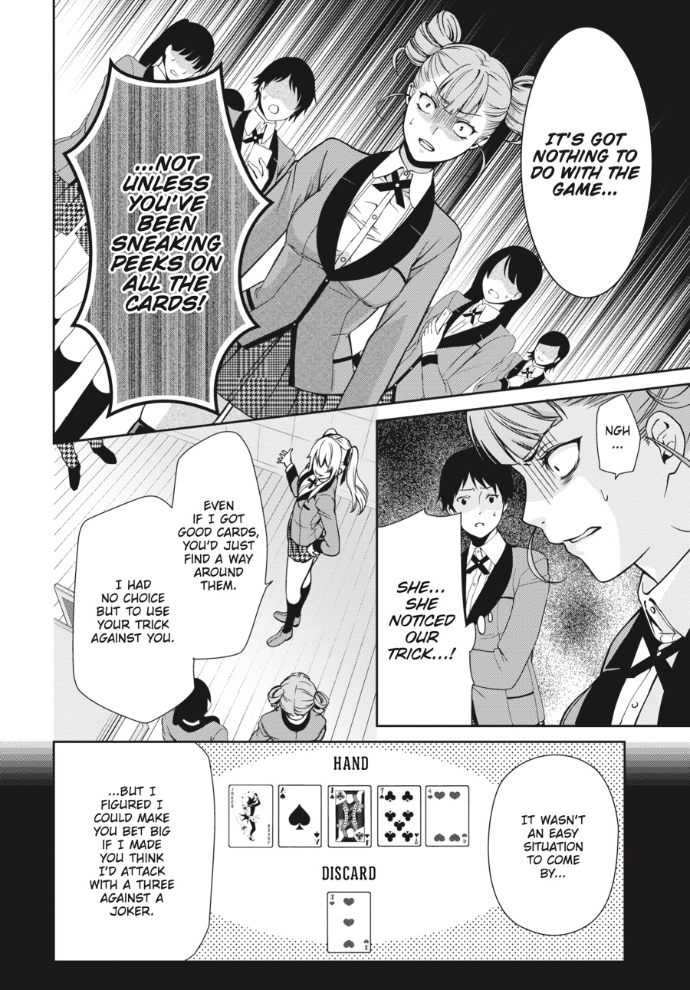 IT'S GOT
NOTHING TO
DO WITH THE
GAME...
...NOT
UNLESS
YOU'VE
BEEN
SNEAKING
PEEKS ON
ALL THE
CARDS!
NGH
...
SHE...
SHE
NOTICED
OUR
TRICK...!
EVEN
IF I GOT
GOOD CARDS,
YOU'D JUST
FIND A WAY
AROUND
THEM.
I HAD
NO CHOICE
BUT TO USE
YOUR TRICK
AGAINST YOU.
IT WASN'T
AN EASY
SITUATION
TO COME
BY...
HAND
DISCARD
...BUT I
FIGURED I
COULD MAKE
YOU BET BIG
IF I MADE
YOU THINK
I'D ATTACK
WITH A THREE
AGAINST A
JOKER.